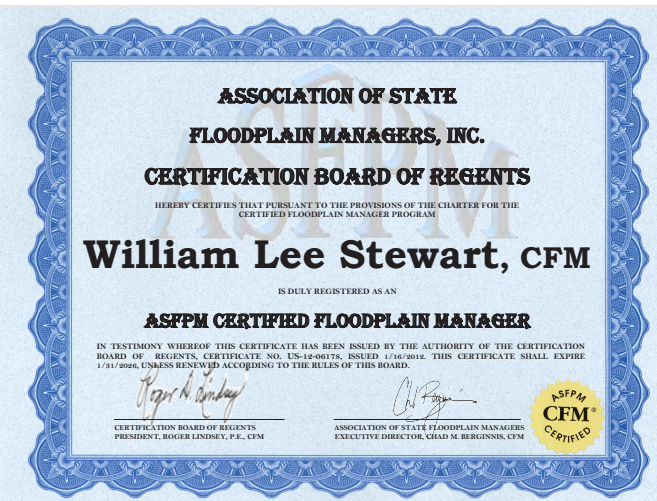 ASFPM
ASSOCIATION OF STATE
FLOODPLAIN MANAGERS, INC.
CERTIFICATION BOARD OF REGENTS
HEREBY CERTIFIES THAT PURSUANT TO THE PROVISIONS OF THE CHARTER FOR THE
CERTIFIED FLOODPLAIN MANAGER PROGRAM
William Lee Stewart, CFM
IS DULY REGISTERED AS AN
ASFPM CERTIFIED FLOODPLAIN MANAGER
IN TESTIMONY WHEREOF THIS CERTIFICATE HAS BEEN ISSUED BY THE AUTHORITY OF THE CERTIFICATION
BOARD OF REGENTS, CERTIFICATE NO. US-12-06178, ISSUED 1/16/2012. THIS CERTIFICATE SHALL EXPIRE
1/31/2026, UNLESS RENEWED ACCORDING TO THE RULES OF THIS BOARD.
Roger D. Lindsey
CERTIFICATION BOARD OF REGENTS
PRESIDENT, ROGER LINDSEY, P.E., CFM
ASSOCIATION OF STATE FLOODPLAIN MANAGERS
EXECUTIVE DIRECTOR, CHAD M. BERGINNIS, CFM
ASFPM
CFM®
CERTIFIED